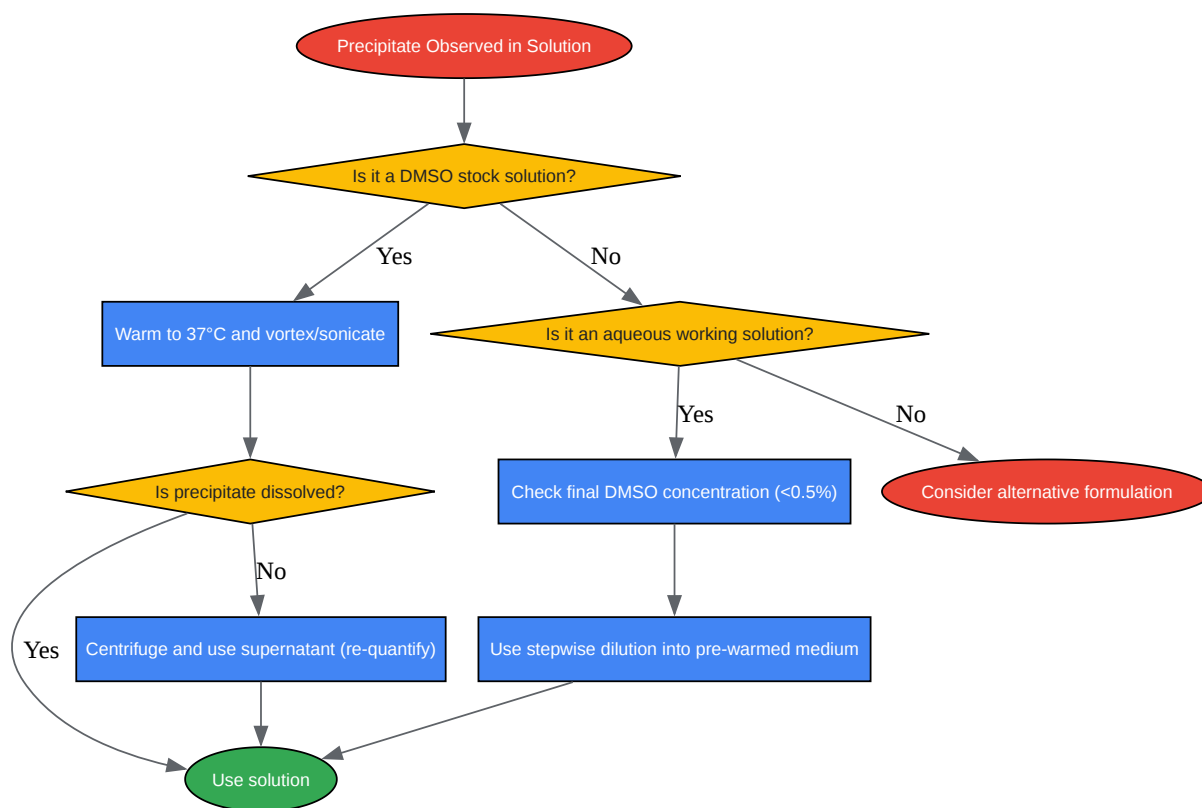 Precipitate Observed in Solution
Is it a DMSO stock solution?
Yes
No
Warm to 37°C and vortex/sonicate
Is it an aqueous working solution?
Yes
No
Is precipitate dissolved?
Check final DMSO concentration (<0.5%)
Consider alternative formulation
No
Yes
Centrifuge and use supernatant (re-quantify)
Use stepwise dilution into pre-warmed medium
Use solution